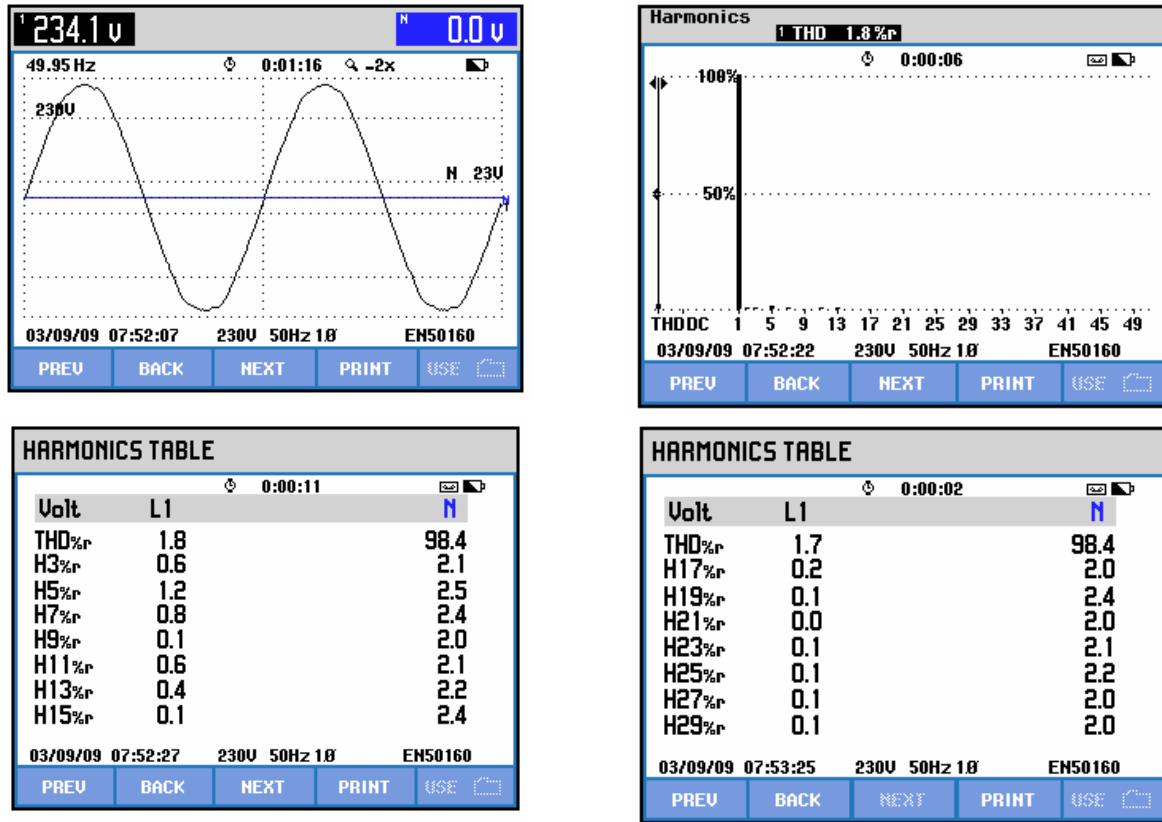 1 234.1 V N 0.0 V
49.95 Hz 0:01:16 -2x
230V
N 23V
N
1
03/09/09 07:52:07 230V 50Hz 1Ø EN50160
PREV BACK NEXT PRINT USE
Harmonics
1 THD 1.8 %r
0:00:06
100%
50%
THD DC 1 5 9 13 17 21 25 29 33 37 41 45 49
03/09/09 07:52:22 230V 50Hz 1Ø EN50160
PREV BACK NEXT PRINT USE
HARMONICS TABLE
0:00:11
Volt L1 N
THD%r 1.8 98.4
H3%r 0.6 2.1
H5%r 1.2 2.5
H7%r 0.8 2.4
H9%r 0.1 2.0
H11%r 0.6 2.1
H13%r 0.4 2.2
H15%r 0.1 2.4
03/09/09 07:52:27 230V 50Hz 1Ø EN50160
PREV BACK NEXT PRINT USE
HARMONICS TABLE
0:00:02
Volt L1 N
THD%r 1.7 98.4
H17%r 0.2 2.0
H19%r 0.1 2.4
H21%r 0.0 2.0
H23%r 0.1 2.1
H25%r 0.1 2.2
H27%r 0.1 2.0
H29%r 0.1 2.0
03/09/09 07:53:25 230V 50Hz 1Ø EN50160
PREV BACK NEXT PRINT USE